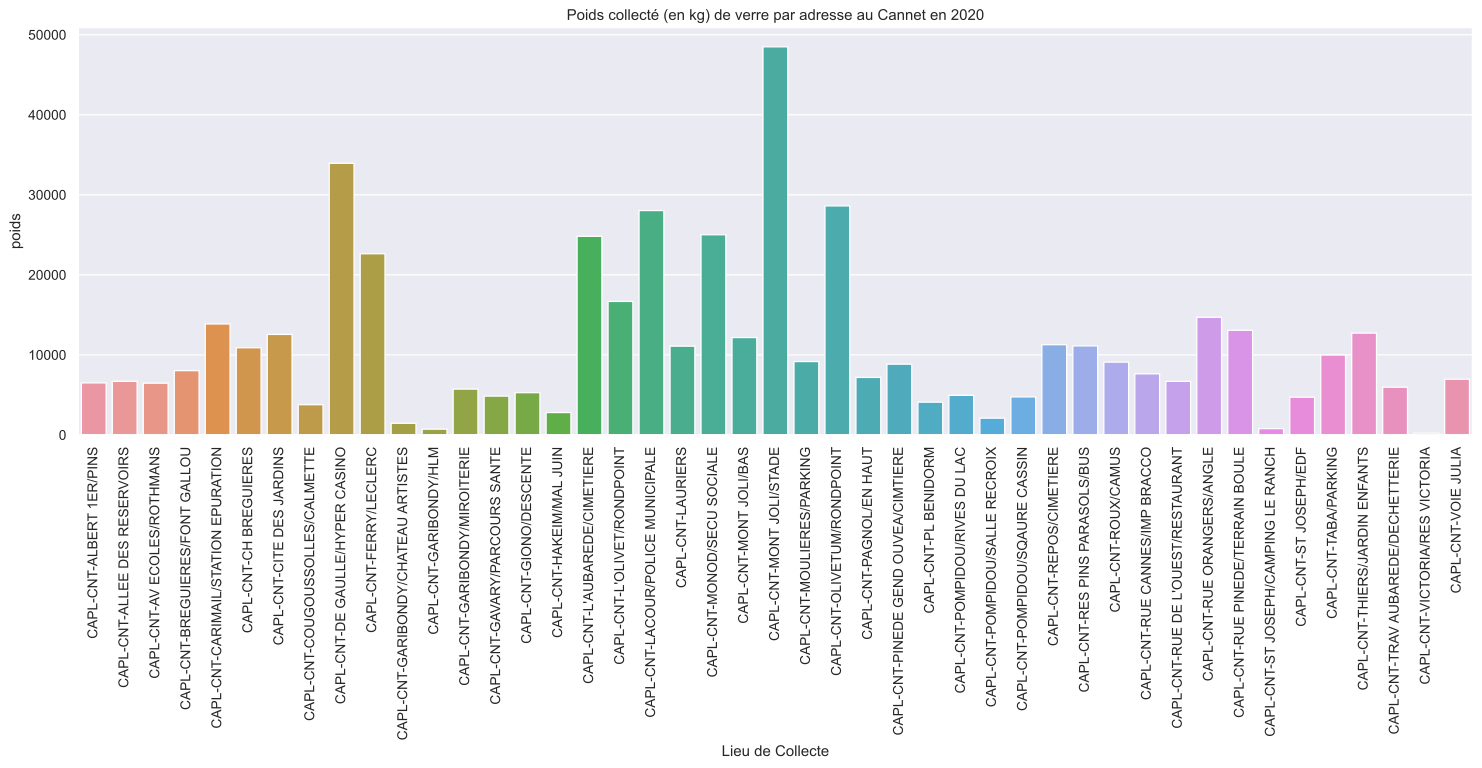 Poids collecté (en kg) de verre par adresse au Cannet en 2020
50000
40000
30000
20000
10000
0
poids
CAPL-CNT-ALBERT 1ER/PINS
CAPL-CNT-ALLEE DES RESERVOIRS
CAPL-CNT-AV ECOLES/ROTHMANS
CAPL-CNT-BREGUIERES/FONT GALLOU
CAPL-CNT-CARIMAIL/STATION EPURATION
CAPL-CNT-CH BREGUIERES
CAPL-CNT-CITE DES JARDINS
CAPL-CNT-COUGOUSSOLLES/CALMETTE
CAPL-CNT-DE GAULLE/HYPER CASINO
CAPL-CNT-FERRY/LECLERC
CAPL-CNT-GARIBONDY/CHATEAU ARTISTES
CAPL-CNT-GARIBONDY/HLM
CAPL-CNT-GARIBONDY/MIROITERIE
CAPL-CNT-GAVARY/PARCOURS SANTE
CAPL-CNT-GIONO/DESCENTE
CAPL-CNT-HAKEIM/MAL JUIN
CAPL-CNT-L'AUBAREDE/CIMETIERE
CAPL-CNT-L'OLIVET/RONDPOINT
CAPL-CNT-LACOUR/POLICE MUNICIPALE
CAPL-CNT-LAURIERS
CAPL-CNT-MONOD/SECU SOCIALE
CAPL-CNT-MONT JOLI/BAS
CAPL-CNT-MONT JOLI/STADE
CAPL-CNT-MOULIERES/PARKING
CAPL-CNT-OLIVETUM/RONDPOINT
CAPL-CNT-PAGNOL/EN HAUT
CAPL-CNT-PINEDE GEND OUVEA/CIMTIERE
CAPL-CNT-PL BENIDORM
CAPL-CNT-POMPIDOU/RIVES DU LAC
CAPL-CNT-POMPIDOU/SALLE RECROIX
CAPL-CNT-POMPIDOU/SQAURE CASSIN
CAPL-CNT-REPOS/CIMETIERE
CAPL-CNT-RES PINS PARASOLS/BUS
CAPL-CNT-ROUX/CAMUS
CAPL-CNT-RUE CANNES/IMP BRACCO
CAPL-CNT-RUE DE L'OUEST/RESTAURANT
CAPL-CNT-RUE ORANGERS/ANGLE
CAPL-CNT-RUE PINEDE/TERRAIN BOULE
CAPL-CNT-ST JOSEPH/CAMPING LE RANCH
CAPL-CNT-ST JOSEPH/EDF
CAPL-CNT-TABA/PARKING
CAPL-CNT-THIERS/JARDIN ENFANTS
CAPL-CNT-TRAV AUBAREDE/DECHETTERIE
CAPL-CNT-VICTORIA/RES VICTORIA
CAPL-CNT-VOIE JULIA
Lieu de Collecte